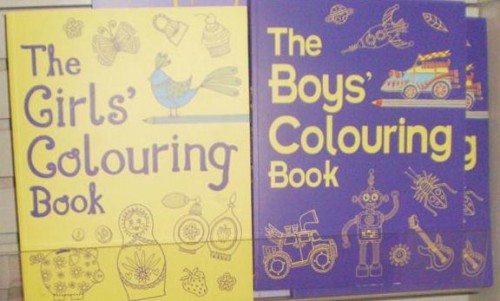 The
Girls'
Colouring
Book
The
Boys'
Colouring
Book
g